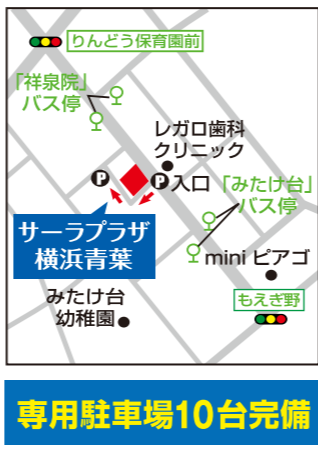 りんどう保育園前
「祥泉院」
バス停
レガロ歯科
クリニック
P
P入口
「みたけ台」
バス停
サーラプラザ
横浜青葉
mini ピアゴ
みたけ台
幼稚園
もえぎ野
専用駐車場10台完備